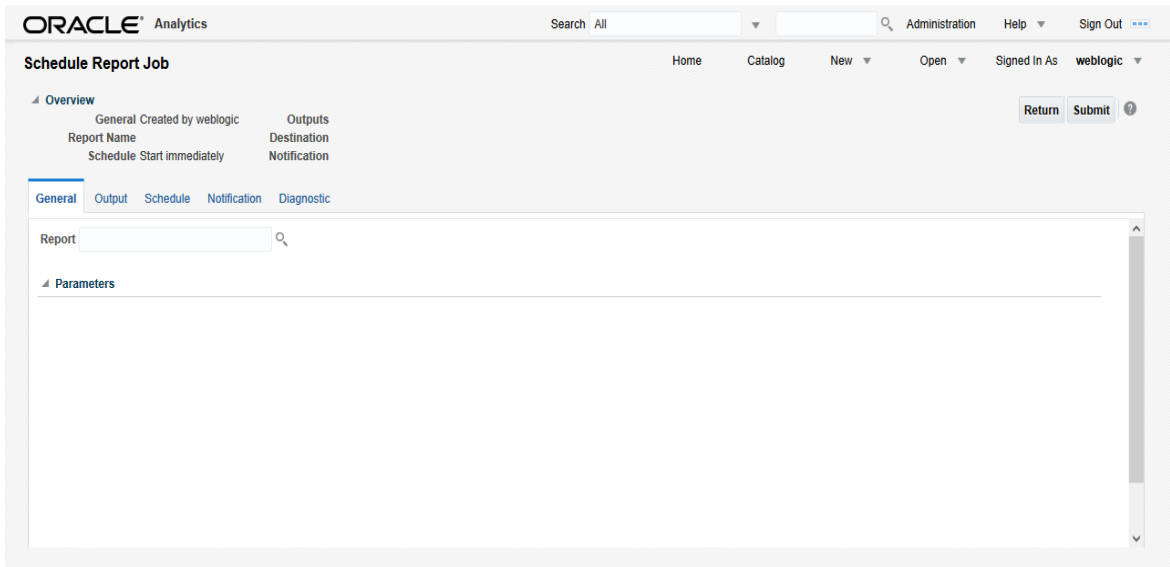 ORACLE® Analytics Search All Administration Help Sign Out
Schedule Report Job Home Catalog New Open Signed In As weblogic
Overview
Return Submit ?
General Created by weblogic Outputs
Report Name Destination
Schedule Start immediately Notification
General Output Schedule Notification Diagnostic
Report
Parameters